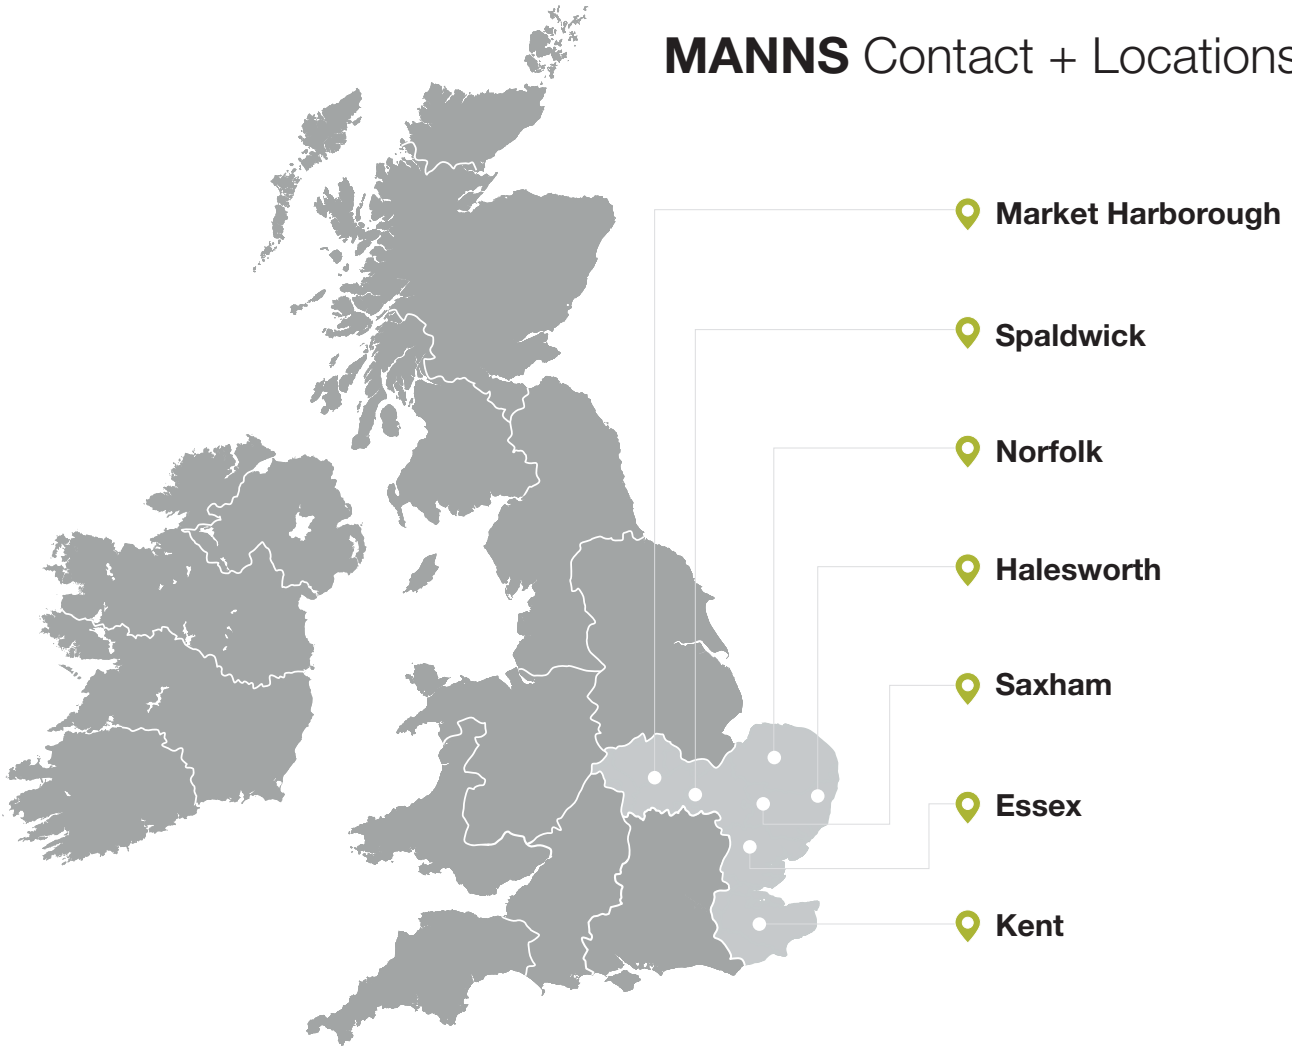 MANNS Contact + Locations
Market Harborough
Spaldwick
Norfolk
Halesworth
Saxham
Essex
Kent